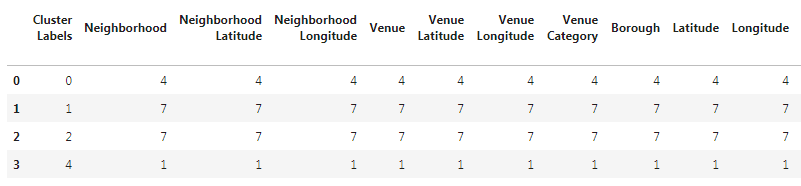 Cluster Labels Neighborhood Neighborhood Latitude Neighborhood Longitude Venue Venue Latitude Venue Longitude Venue Category Borough Latitude Longitude
0 0 4 4 4 4 4 4 4 4 4 4
1 1 7 7 7 7 7 7 7 7 7 7
2 2 7 7 7 7 7 7 7 7 7 7
3 4 1 1 1 1 1 1 1 1 1 1